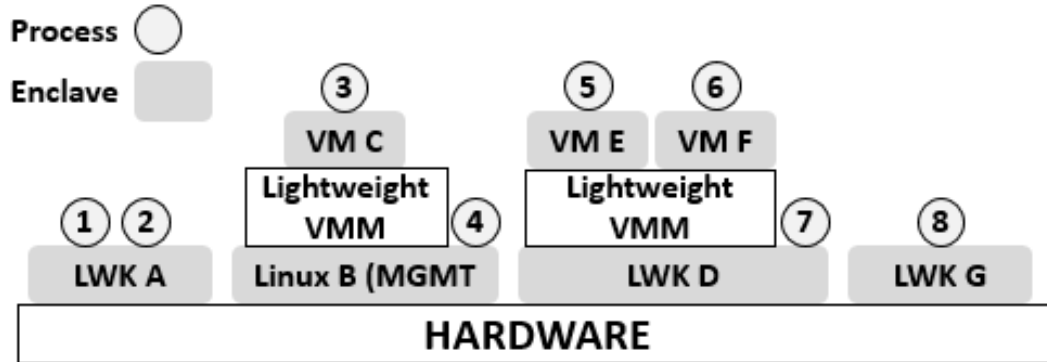 Process
Enclave
3
5
6
VM C
VM E
VM F
Lightweight
VMM
Lightweight
VMM
1
2
4
7
8
LWK A
Linux B (MGMT
LWK D
LWK G
HARDWARE